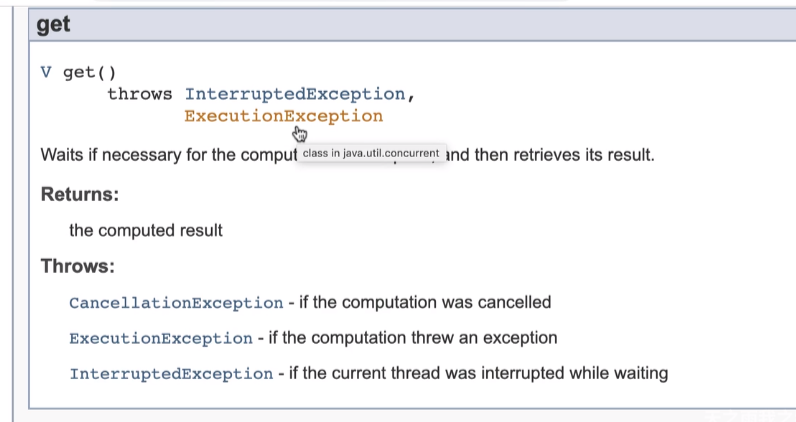 get
V get()
throws InterruptedException,
ExecutionException
Waits if necessary for the comput class in java.util.concurrent and then retrieves its result.
Returns:
the computed result
Throws:
CancellationException - if the computation was cancelled
ExecutionException - if the computation threw an exception
InterruptedException - if the current thread was interrupted while waiting